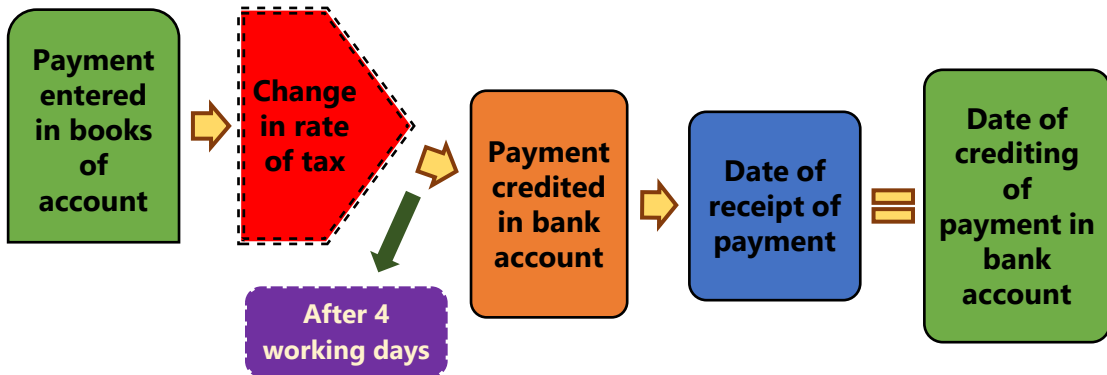 Payment
entered
in books
of
account
Change
in rate
of tax
After 4
working days
Payment
credited
in bank
account
Date of
receipt of
payment
Date of
crediting
of
payment in
bank
account